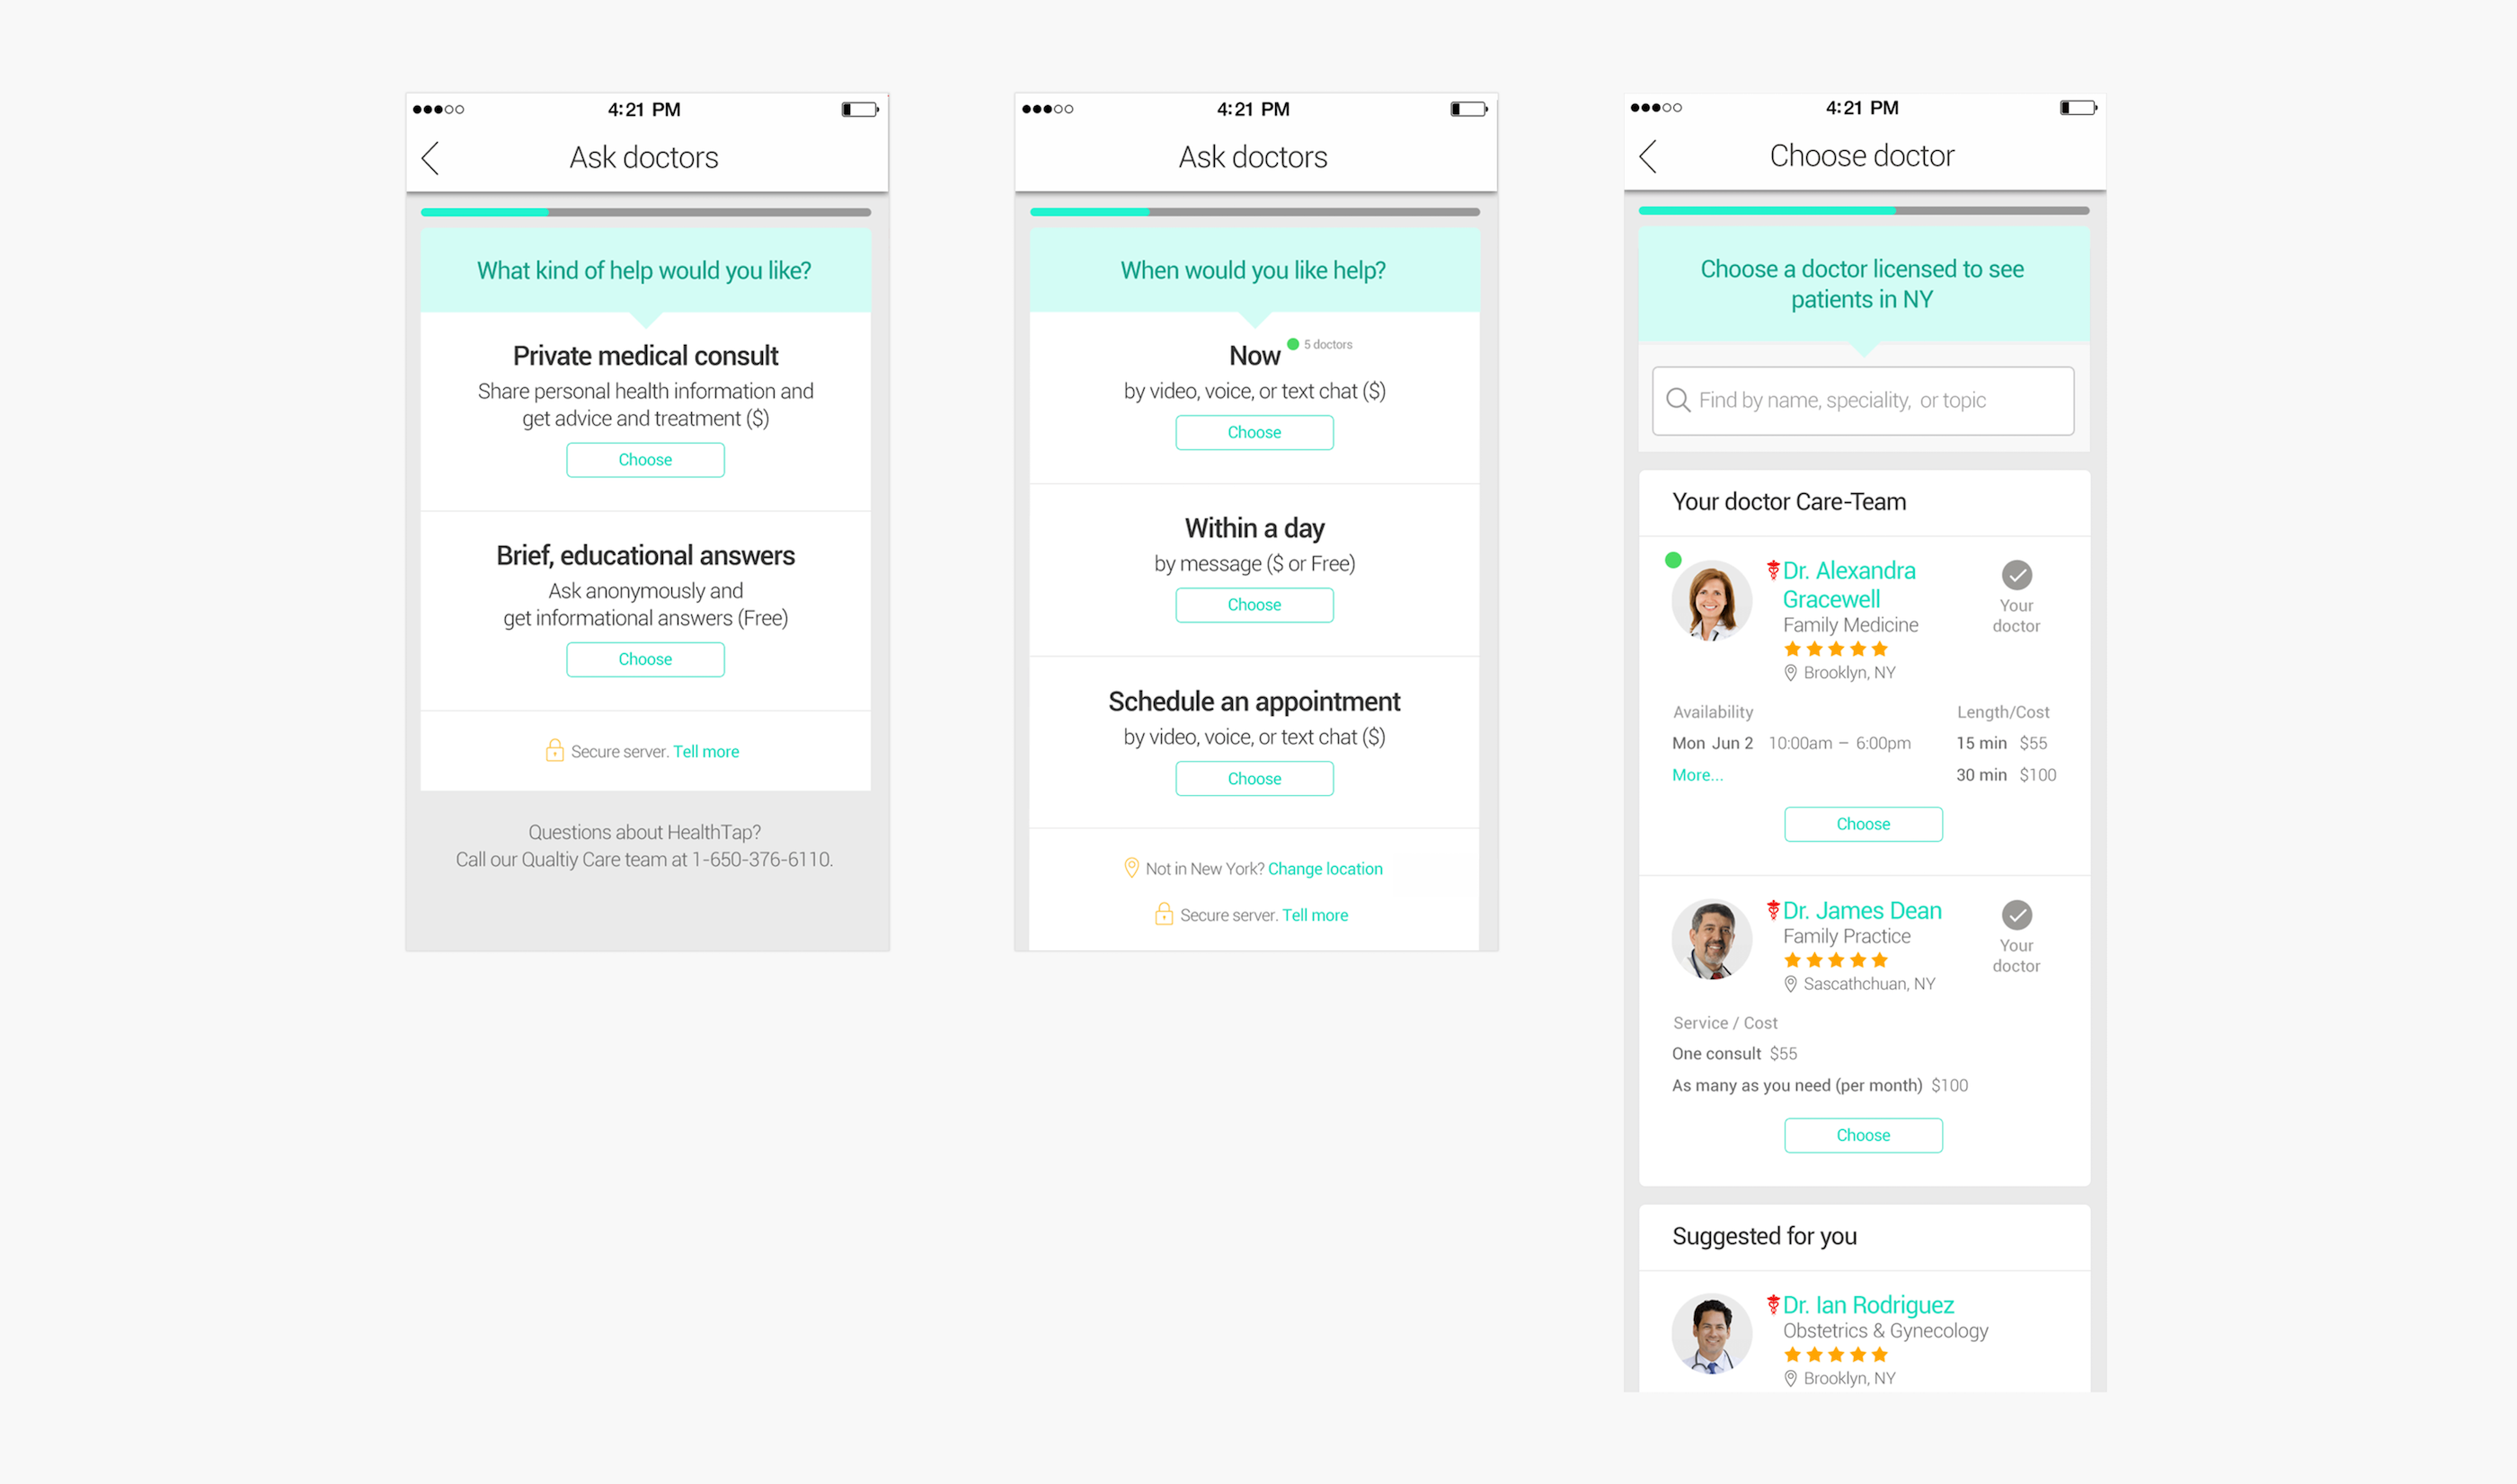 4:21 PM
Ask doctors
What kind of help would you like?
Private medical consult
Share personal health information and
get advice and treatment ($)
Choose
Brief, educational answers
Ask anonymously and
get informational answers (Free)
Choose
Secure server. Tell more
Questions about HealthTap?
Call our Qualtiy Care team at 1-650-376-6110.
4:21 PM
Ask doctors
When would you like help?
Now 5 doctors
by video, voice, or text chat ($)
Choose
Within a day
by message ($ or Free)
Choose
Schedule an appointment
by video, voice, or text chat ($)
Choose
Not in New York? Change location
Secure server. Tell more
4:21 PM
Choose doctor
Choose a doctor licensed to see
patients in NY
Find by name, speciality, or topic
Your doctor Care-Team
Dr. Alexandra
Gracewell
Family Medicine
Brooklyn, NY
Your
doctor
Availability
Length/Cost
Mon Jun 2 10:00am – 6:00pm
15 min $55
More...
30 min $100
Choose
Dr. James Dean
Family Practice
Sascathchuan, NY
Your
doctor
Service / Cost
One consult $55
As many as you need (per month) $100
Choose
Suggested for you
Dr. Ian Rodriguez
Obstetrics & Gynecology
Brooklyn, NY